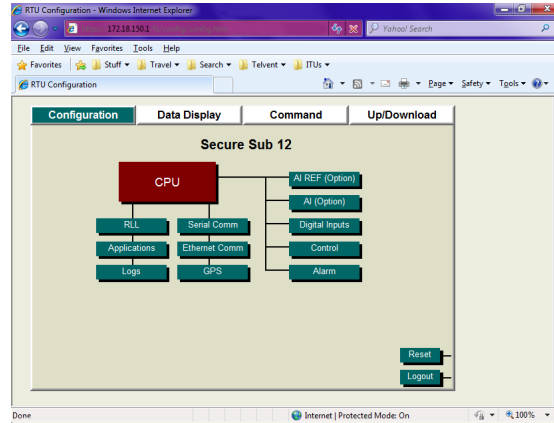 RTU Configuration - Windows Internet Explorer
172.18.150.1
Yahoo! Search
File Edit View Favorites Tools Help
Favorites Stuff Travel Search Telvent ITUs
RTU Configuration
Page Safety Tools
Configuration Data Display Command Up/Download
Secure Sub 12
CPU
AI REF (Option)
AI (Option)
RLL Serial Comm Digital Inputs
Applications Ethernet Comm Control
Logs GPS Alarm
Reset
Logout
Done Internet | Protected Mode: On 100%